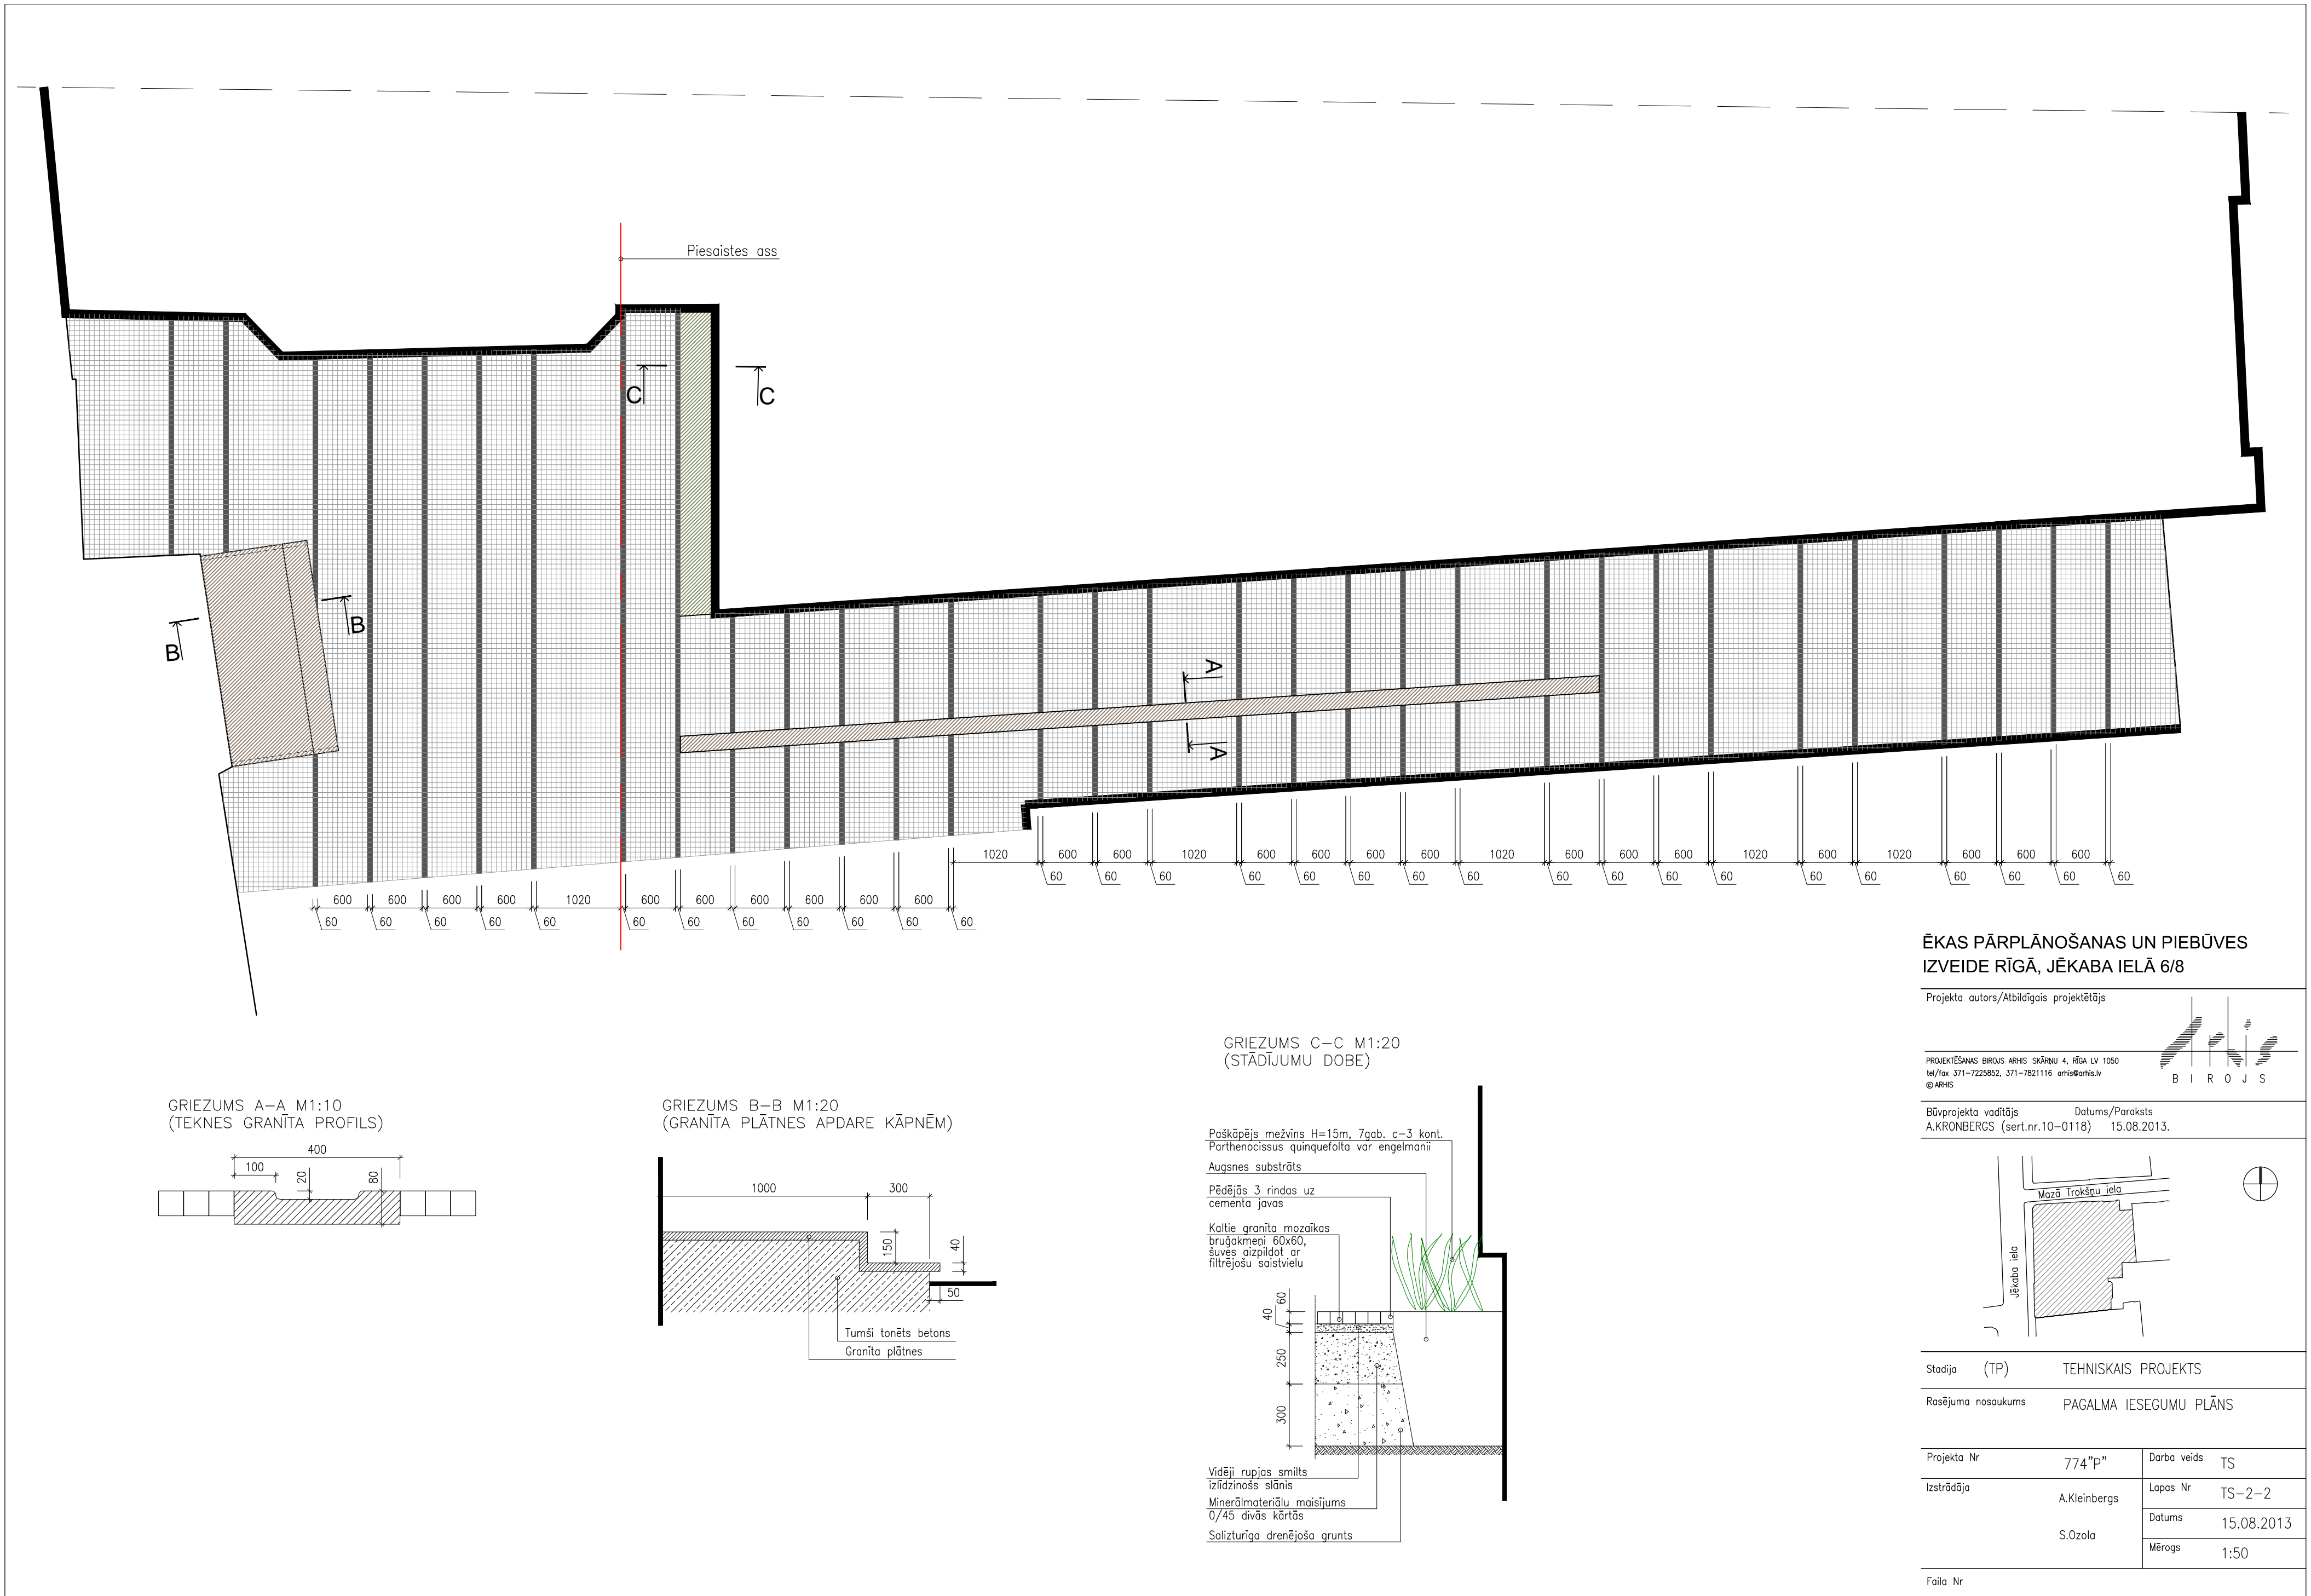 Piesaistes ass
C
C
B
B
A
A
1020 600 600 1020 600 600 600 600 1020 600 600 600 1020 600 1020 600 600 600
60 60 60 60 60 60 60 60 60 60 60 60 60 60 60 60 60 60
600 600 600 600 1020 600 600 600 600 600 600
60 60 60 60 60 60 60 60 60 60 60 60
GRIEZUMS A-A M1:10
(TEKNES GRANĪTA PROFILS)
400
100
20
80
GRIEZUMS B-B M1:20
(GRANĪTA PLĀTNES APDARE KĀPNĒM)
1000
300
150
40
50
Tumši tonēts betons
Granīta plātnes
GRIEZUMS C-C M1:20
(STĀDĪJUMU DOBE)
Paškāpējs mežvīns H=15m, 7gab. c-3 kont.
Parthenocissus quinquefolta var engelmanii
Augsnes substrāts
Pēdējās 3 rindas uz
cementa javas
Kaltie granīta mozaīkas
bruģakmeņi 60x60,
šuves aizpildot ar
filtrējošu saistvielu
60
40
250
300
Vidēji rupjas smilts
izlīdzinošs slānis
Minerālmateriālu maisījums
0/45 divās kārtās
Salizturīga drenējoša grunts
ĒKAS PĀRPLĀNOŠANAS UN PIEBŪVES
IZVEIDE RĪGĀ, JĒKABA IELĀ 6/8
Projekta autors/Atbildīgais projektētājs
Arhis
BIROJS
PROJEKTĒŠANAS BIROJS ARHIS SKĀRŅU 4, RĪGA LV 1050
tel/fax 371-7225852, 371-7821116 arhis@arhis.lv
© ARHIS
Būvprojekta vadītājs Datums/Paraksts
A.KRONBERGS (sert.nr.10-0118) 15.08.2013.
Mazā Trokšņu iela
Jēkaba iela
Stadija (TP) TEHNISKAIS PROJEKTS
Rasējuma nosaukums PAGALMA IESEGUMU PLĀNS
Projekta Nr 774"P" Darba veids TS
Izstrādāja A.Kleinbergs Lapas Nr TS-2-2
Datums 15.08.2013
S.Ozola
Mērogs 1:50
Faila Nr